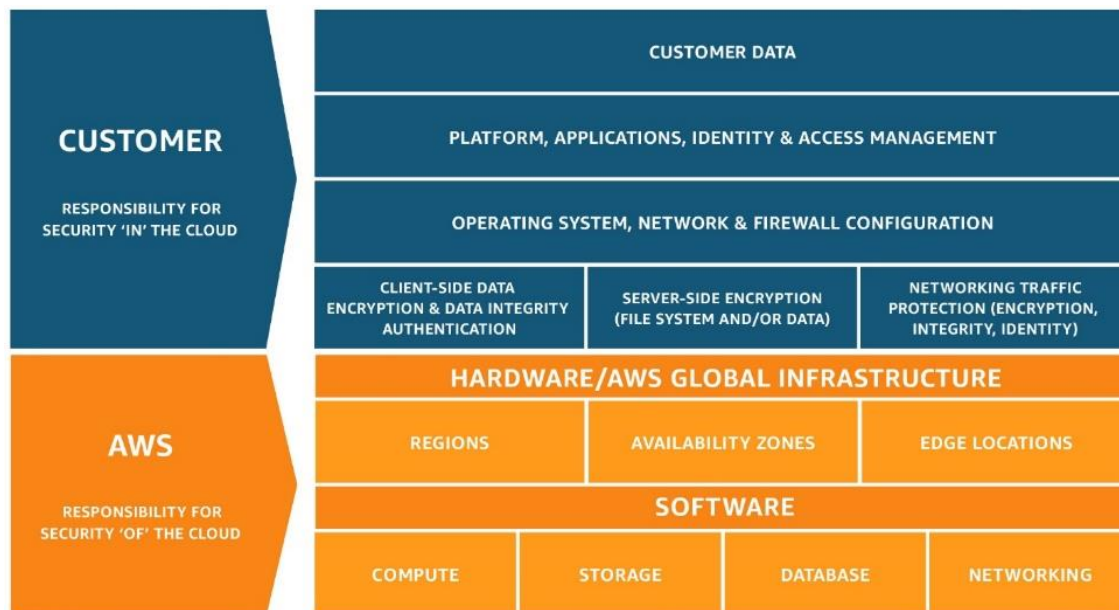 CUSTOMER
RESPONSIBILITY FOR
SECURITY ‘IN’ THE CLOUD
CUSTOMER DATA
PLATFORM, APPLICATIONS, IDENTITY & ACCESS MANAGEMENT
OPERATING SYSTEM, NETWORK & FIREWALL CONFIGURATION
CLIENT-SIDE DATA
ENCRYPTION & DATA INTEGRITY
AUTHENTICATION
SERVER-SIDE ENCRYPTION
(FILE SYSTEM AND/OR DATA)
NETWORKING TRAFFIC
PROTECTION (ENCRYPTION,
INTEGRITY, IDENTITY)
AWS
RESPONSIBILITY FOR
SECURITY ‘OF’ THE CLOUD
HARDWARE/AWS GLOBAL INFRASTRUCTURE
REGIONS
AVAILABILITY ZONES
EDGE LOCATIONS
SOFTWARE
COMPUTE
STORAGE
DATABASE
NETWORKING